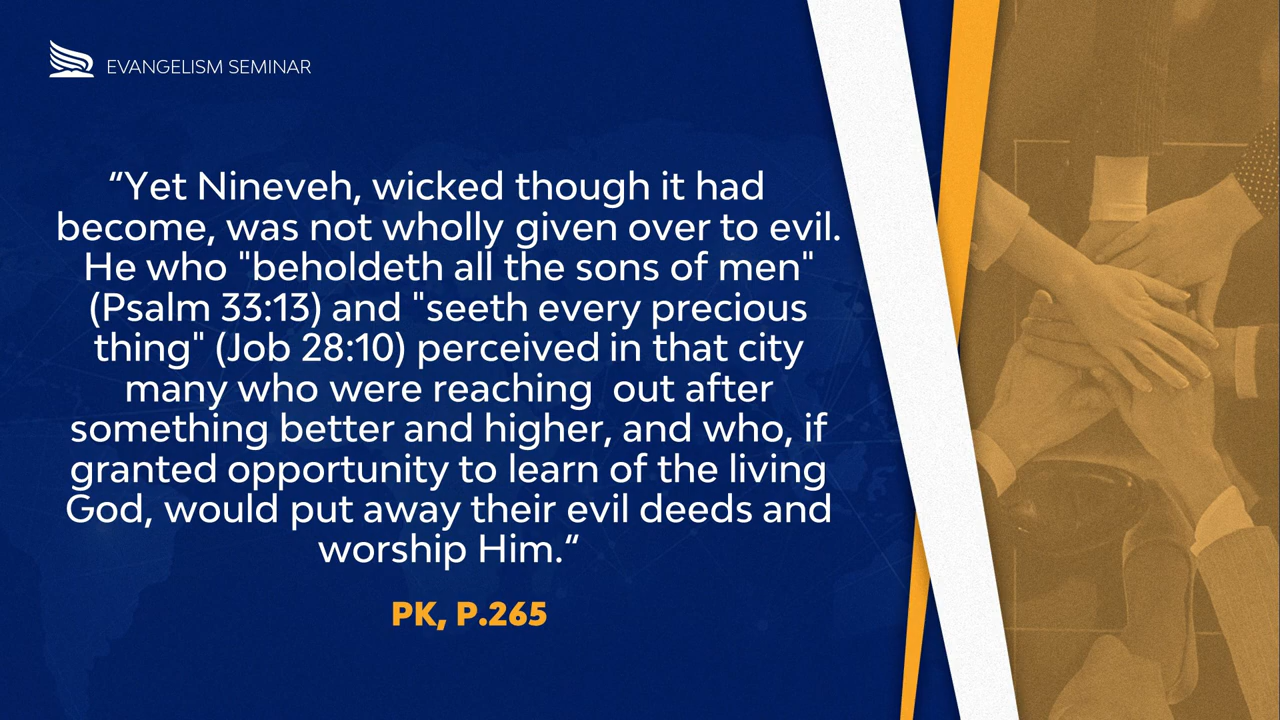 EVANGELISM SEMINAR
“Yet Nineveh, wicked though it had
become, was not wholly given over to evil.
He who "beholdeth all the sons of men"
(Psalm 33:13) and "seeth every precious
thing" (Job 28:10) perceived in that city
many who were reaching  out after
something better and higher, and who, if
granted opportunity to learn of the living
God, would put away their evil deeds and
worship Him.“
PK, P.265